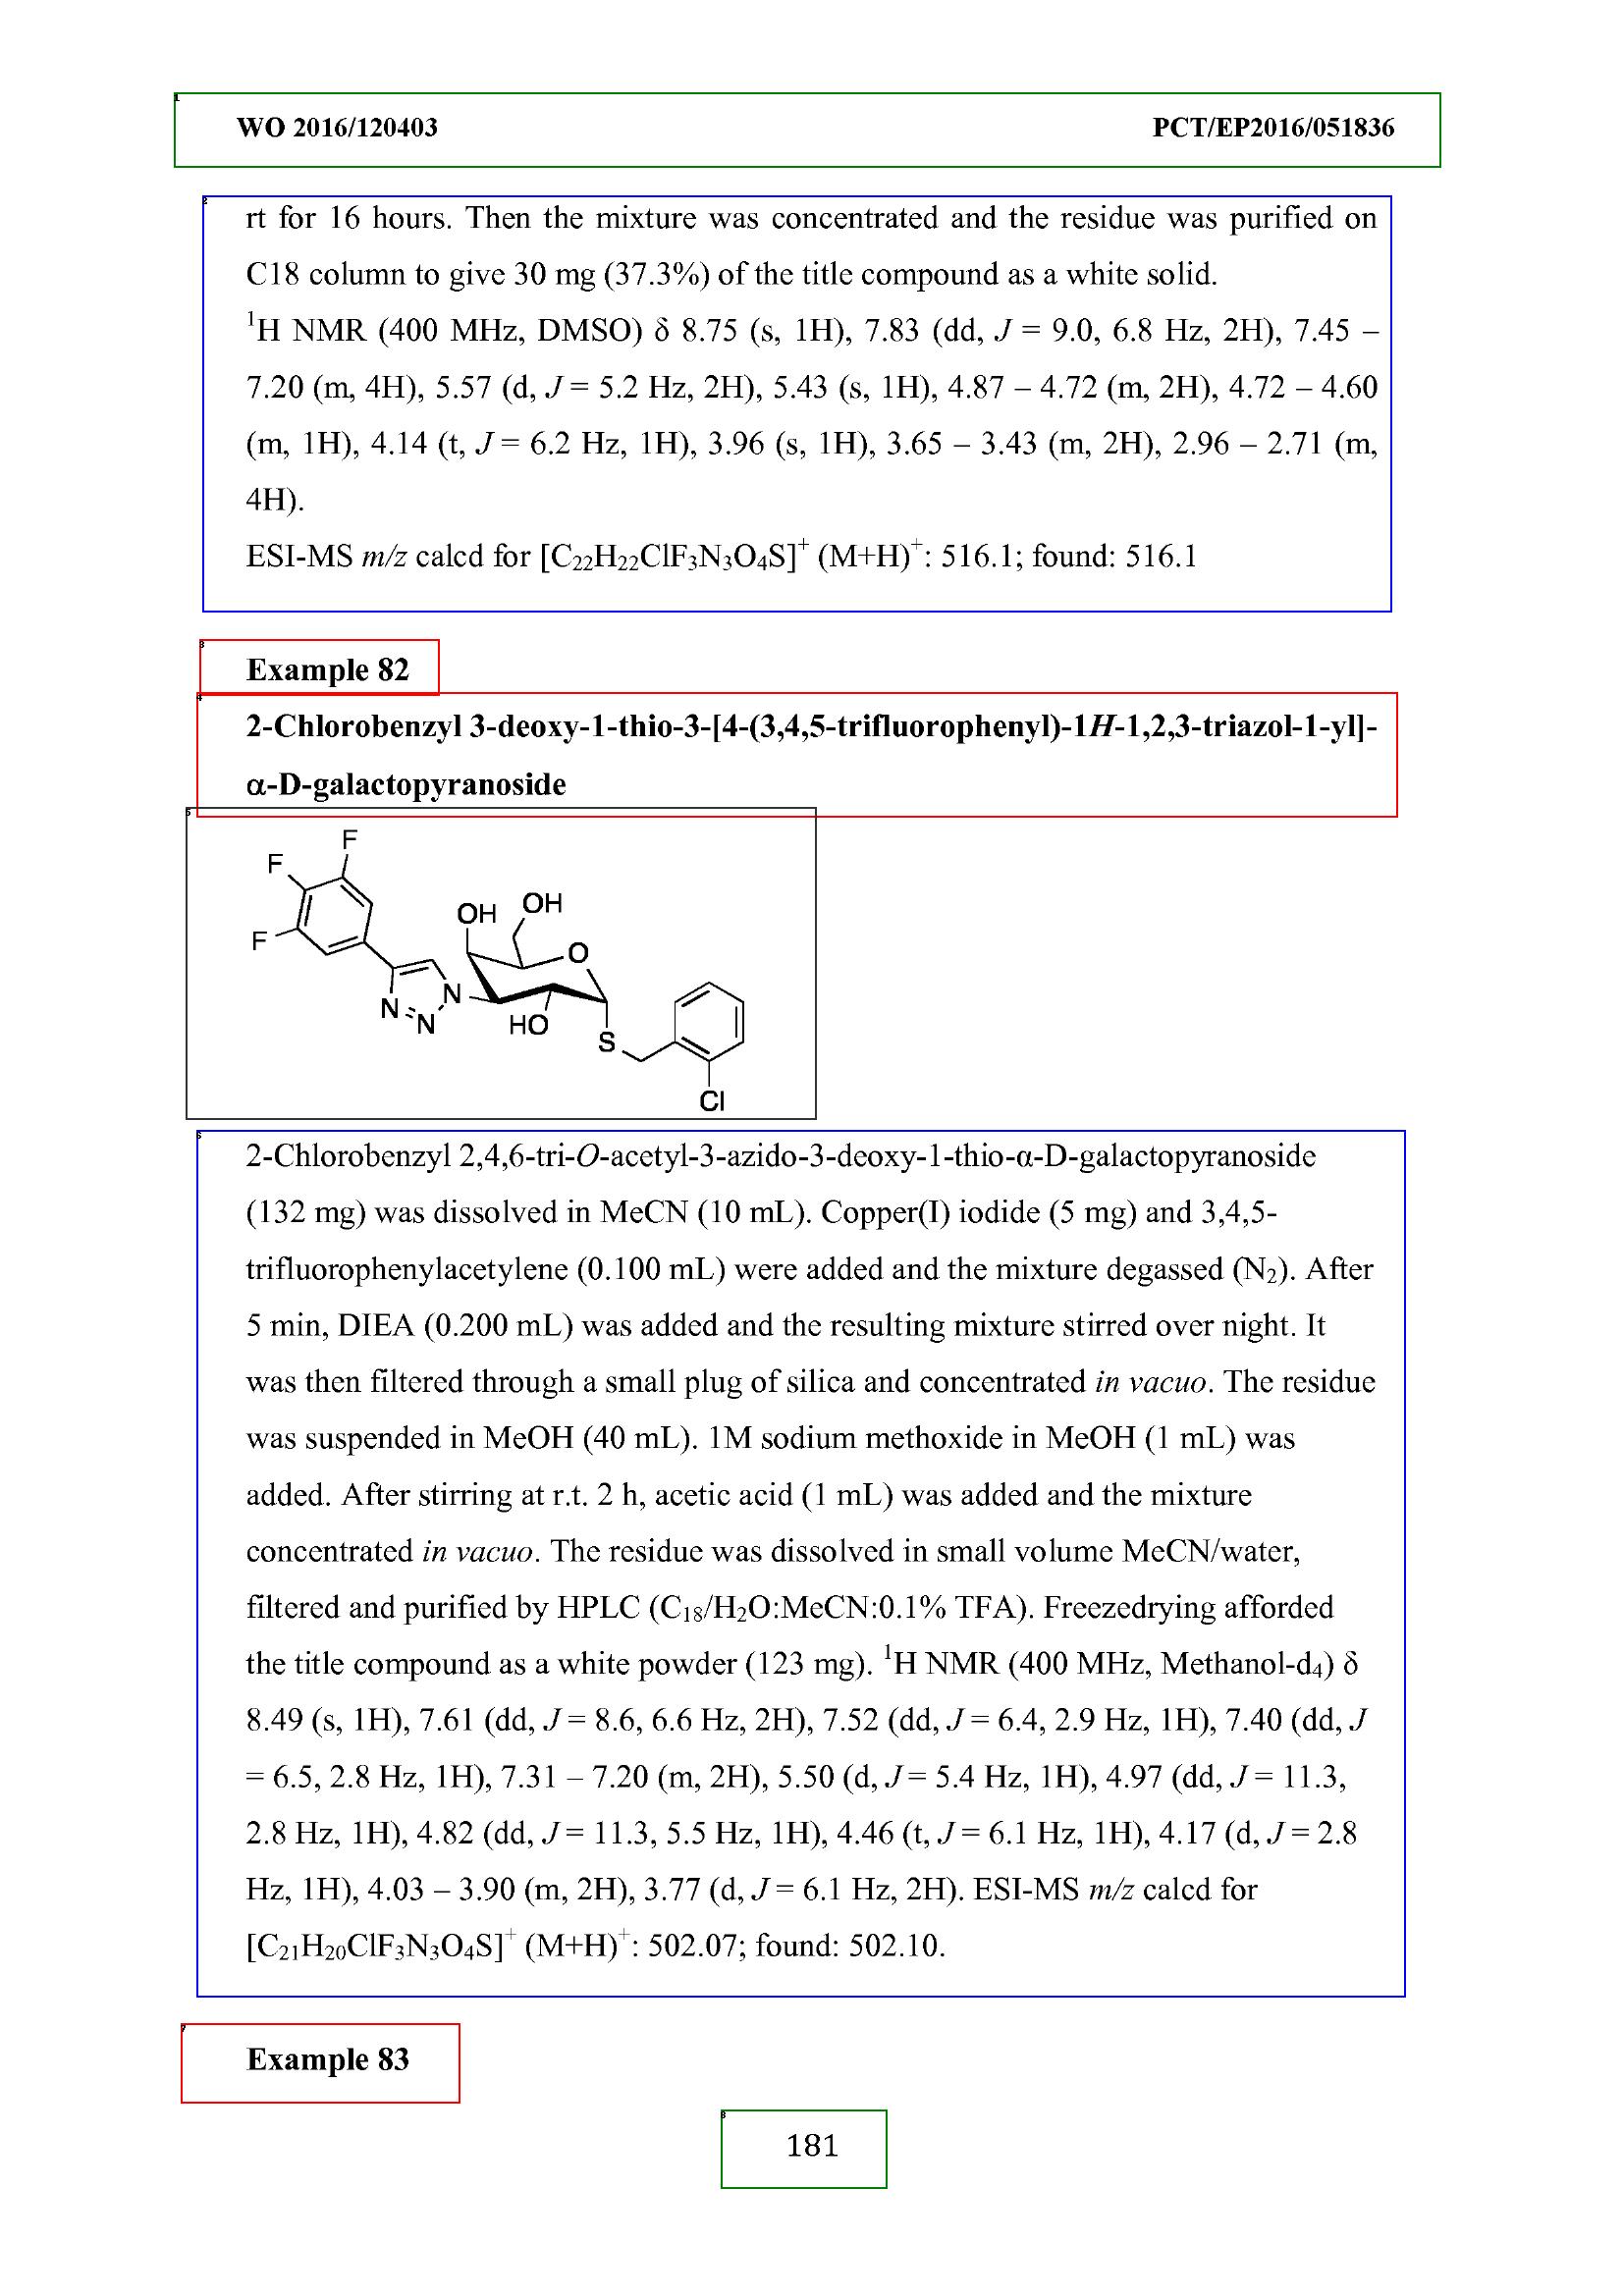 WO 2016/120403 PCT/EP2016/051836
rt for 16 hours. Then the mixture was concentrated and the residue was purified on
C18 column to give 30 mg (37.3%) of the title compound as a white solid.
¹H NMR (400 MHz, DMSO) δ 8.75 (s, 1H), 7.83 (dd, J = 9.0, 6.8 Hz, 2H), 7.45 –
7.20 (m, 4H), 5.57 (d, J = 5.2 Hz, 2H), 5.43 (s, 1H), 4.87 – 4.72 (m, 2H), 4.72 – 4.60
(m, 1H), 4.14 (t, J = 6.2 Hz, 1H), 3.96 (s, 1H), 3.65 – 3.43 (m, 2H), 2.96 – 2.71 (m,
4H).
ESI-MS m/z calcd for [C₂₂H₂₂ClF₃N₃O₄S]⁺ (M+H)⁺: 516.1; found: 516.1
Example 82
2-Chlorobenzyl 3-deoxy-1-thio-3-[4-(3,4,5-trifluorophenyl)-1H-1,2,3-triazol-1-yl]-
α-D-galactopyranoside
F
F
OH
OH
F
O
N
N
N
HO
S
Cl
2-Chlorobenzyl 2,4,6-tri-O-acetyl-3-azido-3-deoxy-1-thio-α-D-galactopyranoside
(132 mg) was dissolved in MeCN (10 mL). Copper(I) iodide (5 mg) and 3,4,5-
trifluorophenylacetylene (0.100 mL) were added and the mixture degassed (N₂). After
5 min, DIEA (0.200 mL) was added and the resulting mixture stirred over night. It
was then filtered through a small plug of silica and concentrated in vacuo. The residue
was suspended in MeOH (40 mL). 1M sodium methoxide in MeOH (1 mL) was
added. After stirring at r.t. 2 h, acetic acid (1 mL) was added and the mixture
concentrated in vacuo. The residue was dissolved in small volume MeCN/water,
filtered and purified by HPLC (C₁₈/H₂O:MeCN:0.1% TFA). Freezedrying afforded
the title compound as a white powder (123 mg). ¹H NMR (400 MHz, Methanol-d₄) δ
8.49 (s, 1H), 7.61 (dd, J = 8.6, 6.6 Hz, 2H), 7.52 (dd, J = 6.4, 2.9 Hz, 1H), 7.40 (dd, J
= 6.5, 2.8 Hz, 1H), 7.31 – 7.20 (m, 2H), 5.50 (d, J = 5.4 Hz, 1H), 4.97 (dd, J = 11.3,
2.8 Hz, 1H), 4.82 (dd, J = 11.3, 5.5 Hz, 1H), 4.46 (t, J = 6.1 Hz, 1H), 4.17 (d, J = 2.8
Hz, 1H), 4.03 – 3.90 (m, 2H), 3.77 (d, J = 6.1 Hz, 2H). ESI-MS m/z calcd for
[C₂₁H₂₀ClF₃N₃O₄S]⁺ (M+H)⁺: 502.07; found: 502.10.
Example 83
181